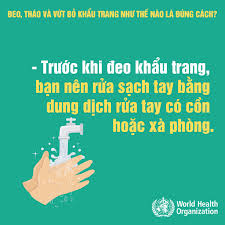 ĐEO, THÁO VÀ VỨT BỎ KHẨU TRANG NHƯ THẾ NÀO LÀ ĐÚNG CÁCH?
- Trước khi đeo khẩu trang,
bạn nên rửa sạch tay bằng
dung dịch rửa tay có cồn
hoặc xà phòng.
World Health
Organization